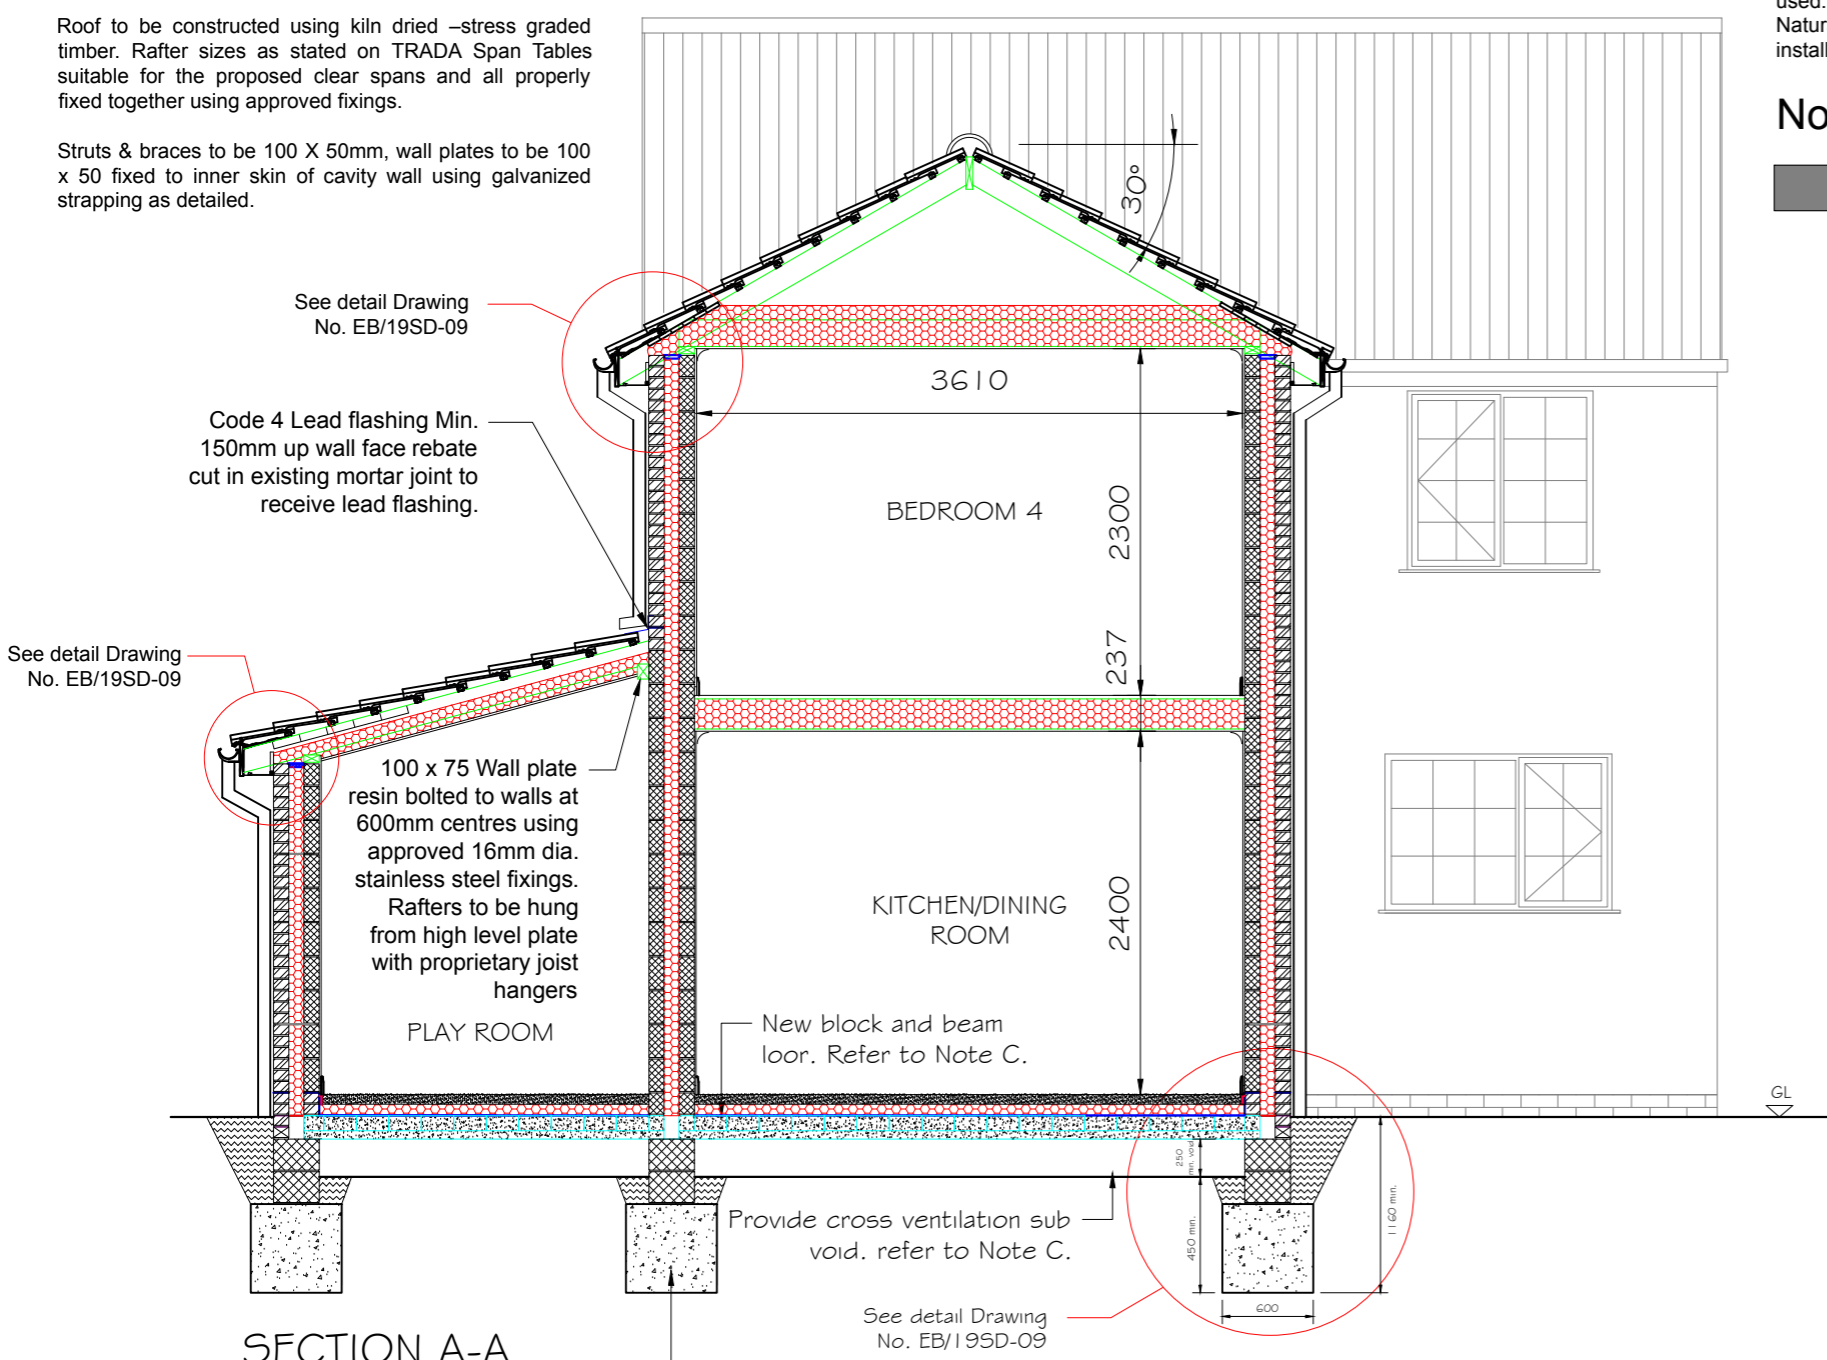 Roof to be constructed using kiln dried –stress graded
timber. Rafter sizes as stated on TRADA Span Tables
suitable for the proposed clear spans and all properly
fixed together using approved fixings.
Struts & braces to be 100 X 50mm, wall plates to be 100
x 50 fixed to inner skin of cavity wall using galvanized
strapping as detailed.
used.
Natur
install
No
30°
See detail Drawing
No. EB/19SD-09
3610
Code 4 Lead flashing Min.
150mm up wall face rebate
cut in existing mortar joint to
receive lead flashing.
BEDROOM 4
2300
237
See detail Drawing
No. EB/19SD-09
100 x 75 Wall plate
resin bolted to walls at
600mm centres using
approved 16mm dia.
stainless steel fixings.
Rafters to be hung
from high level plate
with proprietary joist
hangers
KITCHEN/DINING
ROOM
2400
PLAY ROOM
New block and beam
loor. Refer to Note C.
GL
250
min. void
450 min.
1160 min.
Provide cross ventilation sub
void. refer to Note C.
600
See detail Drawing
No. EB/19SD-09
SECTION A-A